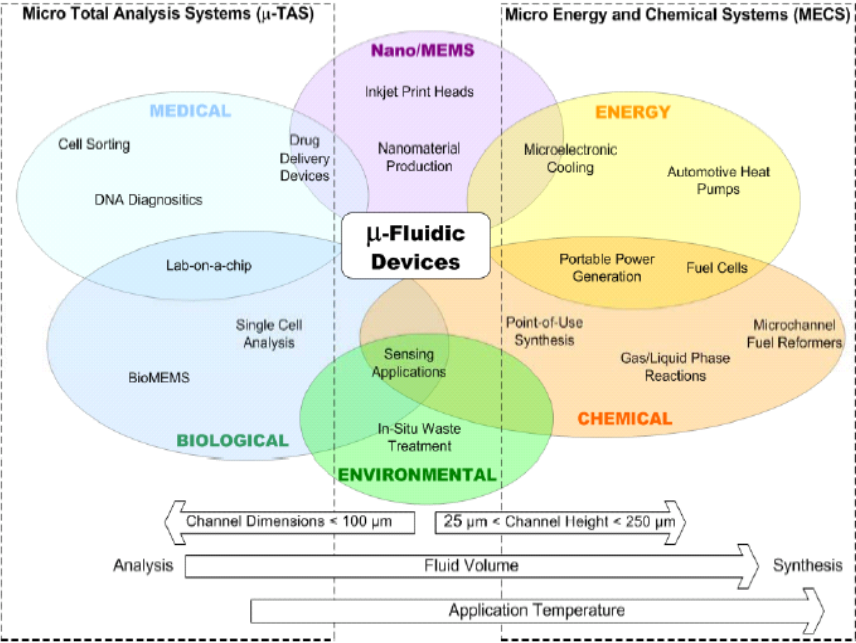 Micro Total Analysis Systems (µ-TAS)
Micro Energy and Chemical Systems (MECS)
Nano/MEMS
Inkjet Print Heads
Nanomaterial
Production
MEDICAL
Cell Sorting
Drug
Delivery
Devices
DNA Diagnositics
ENERGY
Microelectronic
Cooling
Automotive Heat
Pumps
µ-Fluidic
Devices
Lab-on-a-chip
Portable Power
Generation
Fuel Cells
Single Cell
Analysis
BioMEMS
BIOLOGICAL
Sensing
Applications
In-Situ Waste
Treatment
ENVIRONMENTAL
Point-of-Use
Synthesis
Microchannel
Fuel Reformers
Gas/Liquid Phase
Reactions
CHEMICAL
Channel Dimensions < 100 µm
25 µm < Channel Height < 250 µm
Analysis
Fluid Volume
Synthesis
Application Temperature